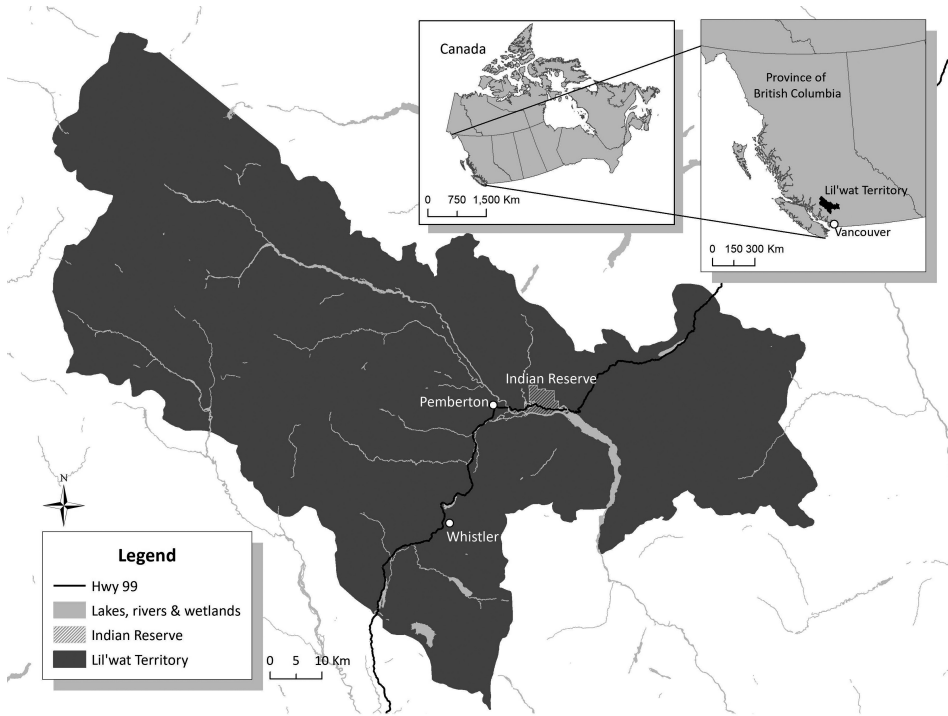 Canada
0 750 1,500 Km
Province of
British Columbia
Lil'wat Territory
Vancouver
0 150 300 Km
Indian Reserve
Pemberton
Whistler
N
Legend
Hwy 99
Lakes, rivers & wetlands
Indian Reserve
Lil'wat Territory
0 5 10 Km